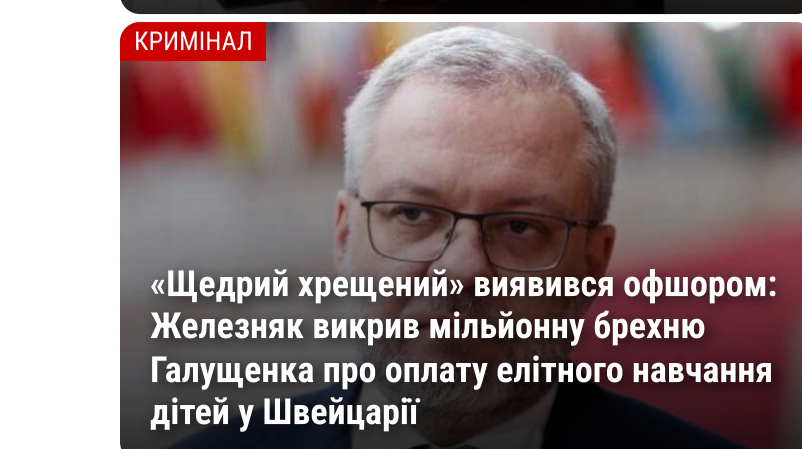 КРИМІНАЛ
«Щедрий хрещений» виявився офшором:
Железняк викрив мільйонну брехню
Галущенка про оплату елітного навчання
дітей у Швейцарії